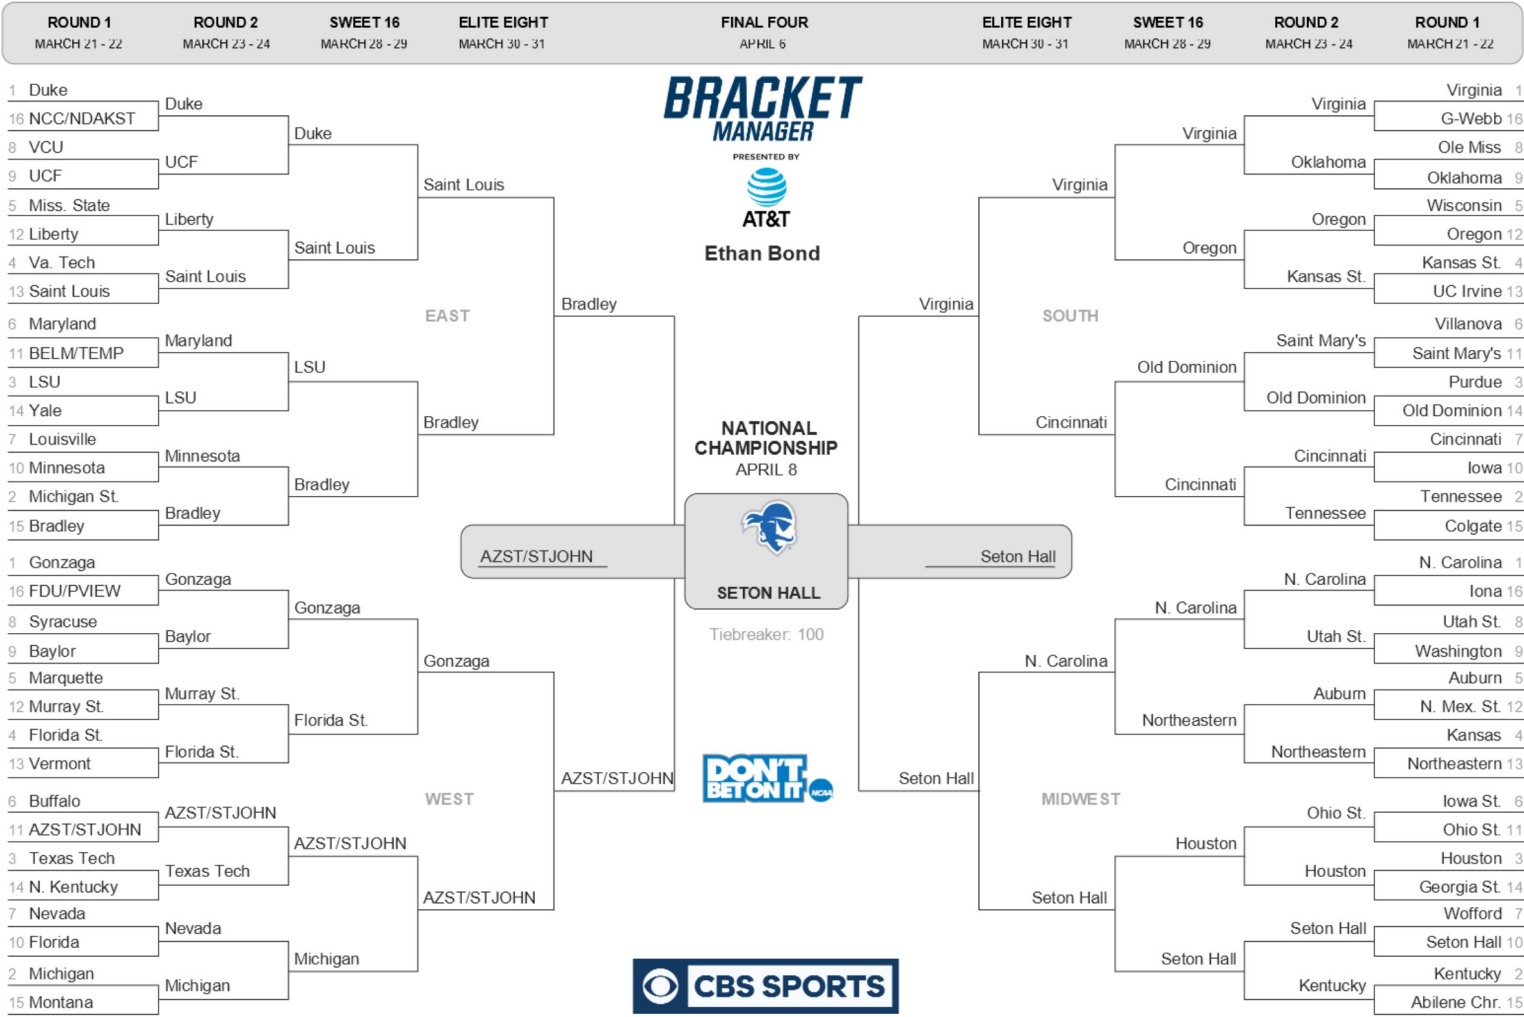 ROUND 1
MARCH 21 - 22
ROUND 2
MARCH 23 - 24
SWEET 16
MARCH 28 - 29
ELITE EIGHT
MARCH 30 - 31
FINAL FOUR
APRIL 6
ELITE EIGHT
MARCH 30 - 31
SWEET 16
MARCH 28 - 29
ROUND 2
MARCH 23 - 24
ROUND 1
MARCH 21 - 22
1 Duke
16 NCC/NDAKST
8 VCU
9 UCF
5 Miss. State
12 Liberty
4 Va. Tech
13 Saint Louis
6 Maryland
11 BELM/TEMP
3 LSU
14 Yale
7 Louisville
10 Minnesota
2 Michigan St.
15 Bradley
Duke
UCF
Liberty
Saint Louis
Maryland
LSU
Minnesota
Bradley
Duke
Saint Louis
LSU
Bradley
Saint Louis
Bradley
EAST
Bradley
1 Gonzaga
16 FDU/PVIEW
8 Syracuse
9 Baylor
5 Marquette
12 Murray St.
4 Florida St.
13 Vermont
6 Buffalo
11 AZST/STJOHN
3 Texas Tech
14 N. Kentucky
7 Nevada
10 Florida
2 Michigan
15 Montana
Gonzaga
Baylor
Murray St.
Florida St.
AZST/STJOHN
Texas Tech
Nevada
Michigan
Gonzaga
Florida St.
AZST/STJOHN
Michigan
Gonzaga
AZST/STJOHN
WEST
AZST/STJOHN
BRACKET
MANAGER
PRESENTED BY
AT&T
Ethan Bond
NATIONAL
CHAMPIONSHIP
APRIL 8
AZST/STJOHN
SETON HALL
Seton Hall
Tiebreaker: 100
DON'T
BET ON IT
NCAA
CBS SPORTS
Virginia
SOUTH
Virginia
Cincinnati
Virginia
Oregon
Old Dominion
Cincinnati
Virginia
Oklahoma
Oregon
Kansas St.
Saint Mary's
Old Dominion
Cincinnati
Tennessee
Virginia 1
G-Webb 16
Ole Miss 8
Oklahoma 9
Wisconsin 5
Oregon 12
Kansas St. 4
UC Irvine 13
Villanova 6
Saint Mary's 11
Purdue 3
Old Dominion 14
Cincinnati 7
Iowa 10
Tennessee 2
Colgate 15
Seton Hall
MIDWEST
N. Carolina
Seton Hall
N. Carolina
Northeastern
Houston
Seton Hall
N. Carolina
Utah St.
Auburn
Northeastern
Ohio St.
Houston
Seton Hall
Kentucky
N. Carolina 1
Iona 16
Utah St. 8
Washington 9
Auburn 5
N. Mex. St. 12
Kansas 4
Northeastern 13
Iowa St. 6
Ohio St. 11
Houston 3
Georgia St. 14
Wofford 7
Seton Hall 10
Kentucky 2
Abilene Chr. 15